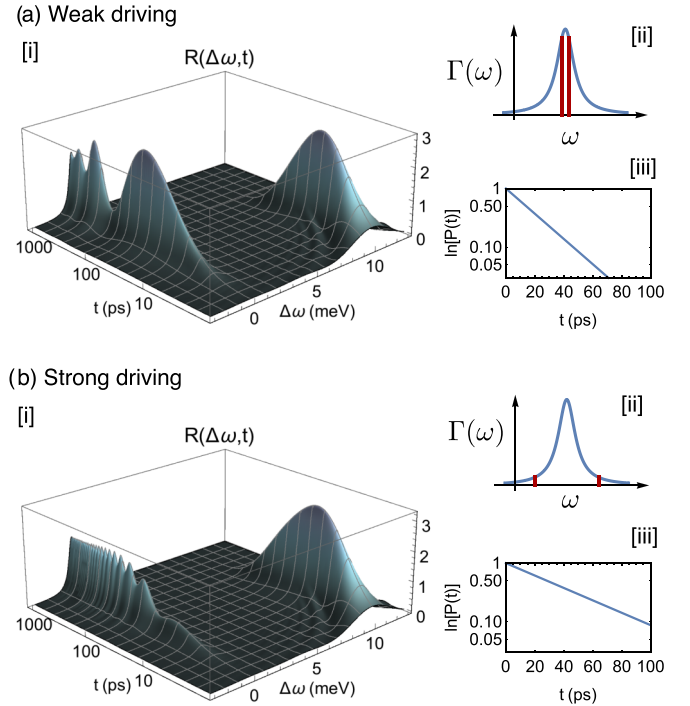 (a) Weak driving
[i]
R(Δω,t)
3
2
1
0
1000
100
10
t (ps)
0
5
10
Δω (meV)
[ii]
Γ(ω)
ω
[iii]
ln[P(t)]
1
0.50
0.10
0.05
0 20 40 60 80 100
t (ps)
(b) Strong driving
[i]
R(Δω,t)
3
2
1
0
1000
100
10
t (ps)
0
5
10
Δω (meV)
[ii]
Γ(ω)
ω
[iii]
ln[P(t)]
1
0.50
0.10
0.05
0 20 40 60 80 100
t (ps)